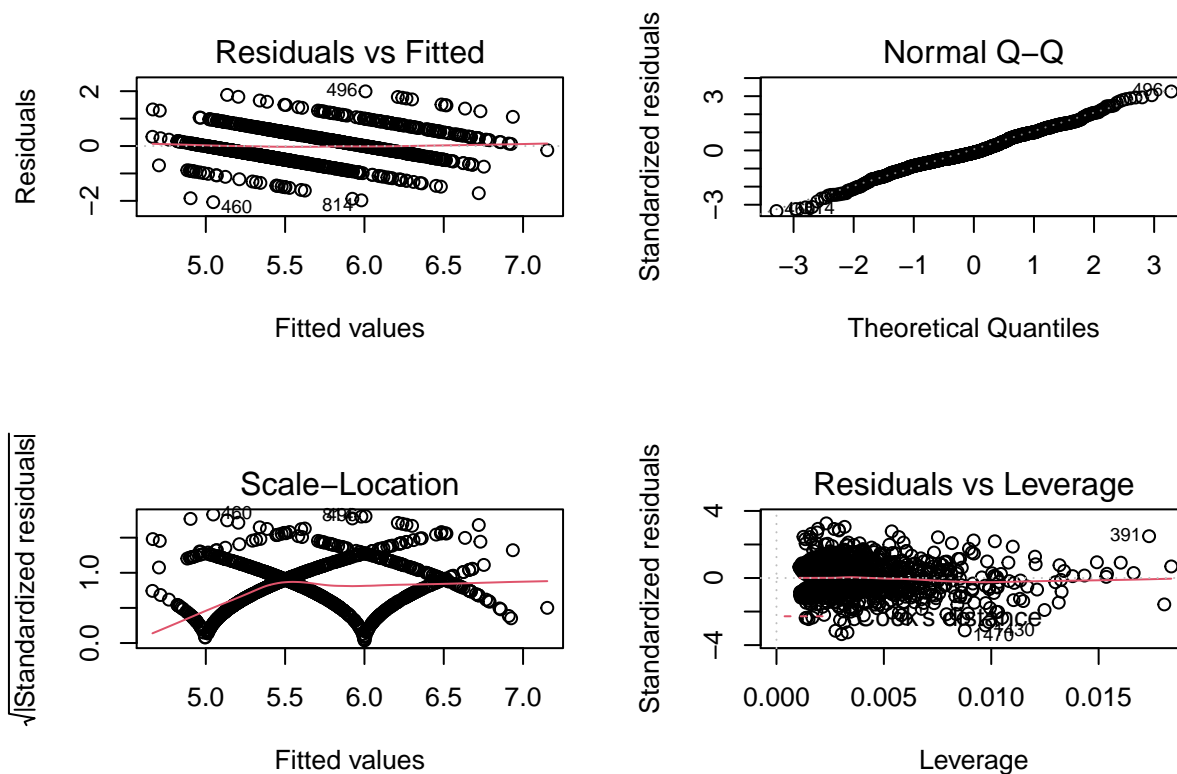 Residuals vs Fitted
Residuals
2
0
−2
496
460
814
5.0 5.5 6.0 6.5 7.0
Fitted values
Normal Q−Q
Standardized residuals
3
0
−3
496
−3 −2 −1 0 1 2 3
Theoretical Quantiles
Scale−Location
√|Standardized residuals|
1.0
0.0
460
5.0 5.5 6.0 6.5 7.0
Fitted values
Residuals vs Leverage
Standardized residuals
4
0
−4
391
Cook's distance
1470
0.000 0.005 0.010 0.015
Leverage